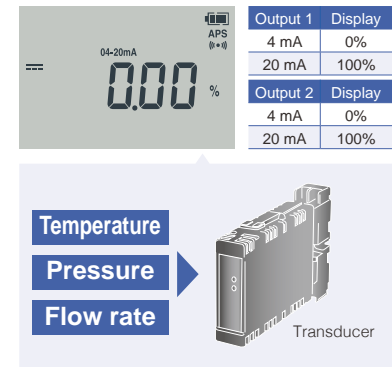 APS
04-20mA
0.00 %
Output 1 Display
4 mA 0%
20 mA 100%
Output 2 Display
4 mA 0%
20 mA 100%
Temperature
Pressure
Flow rate
Transducer